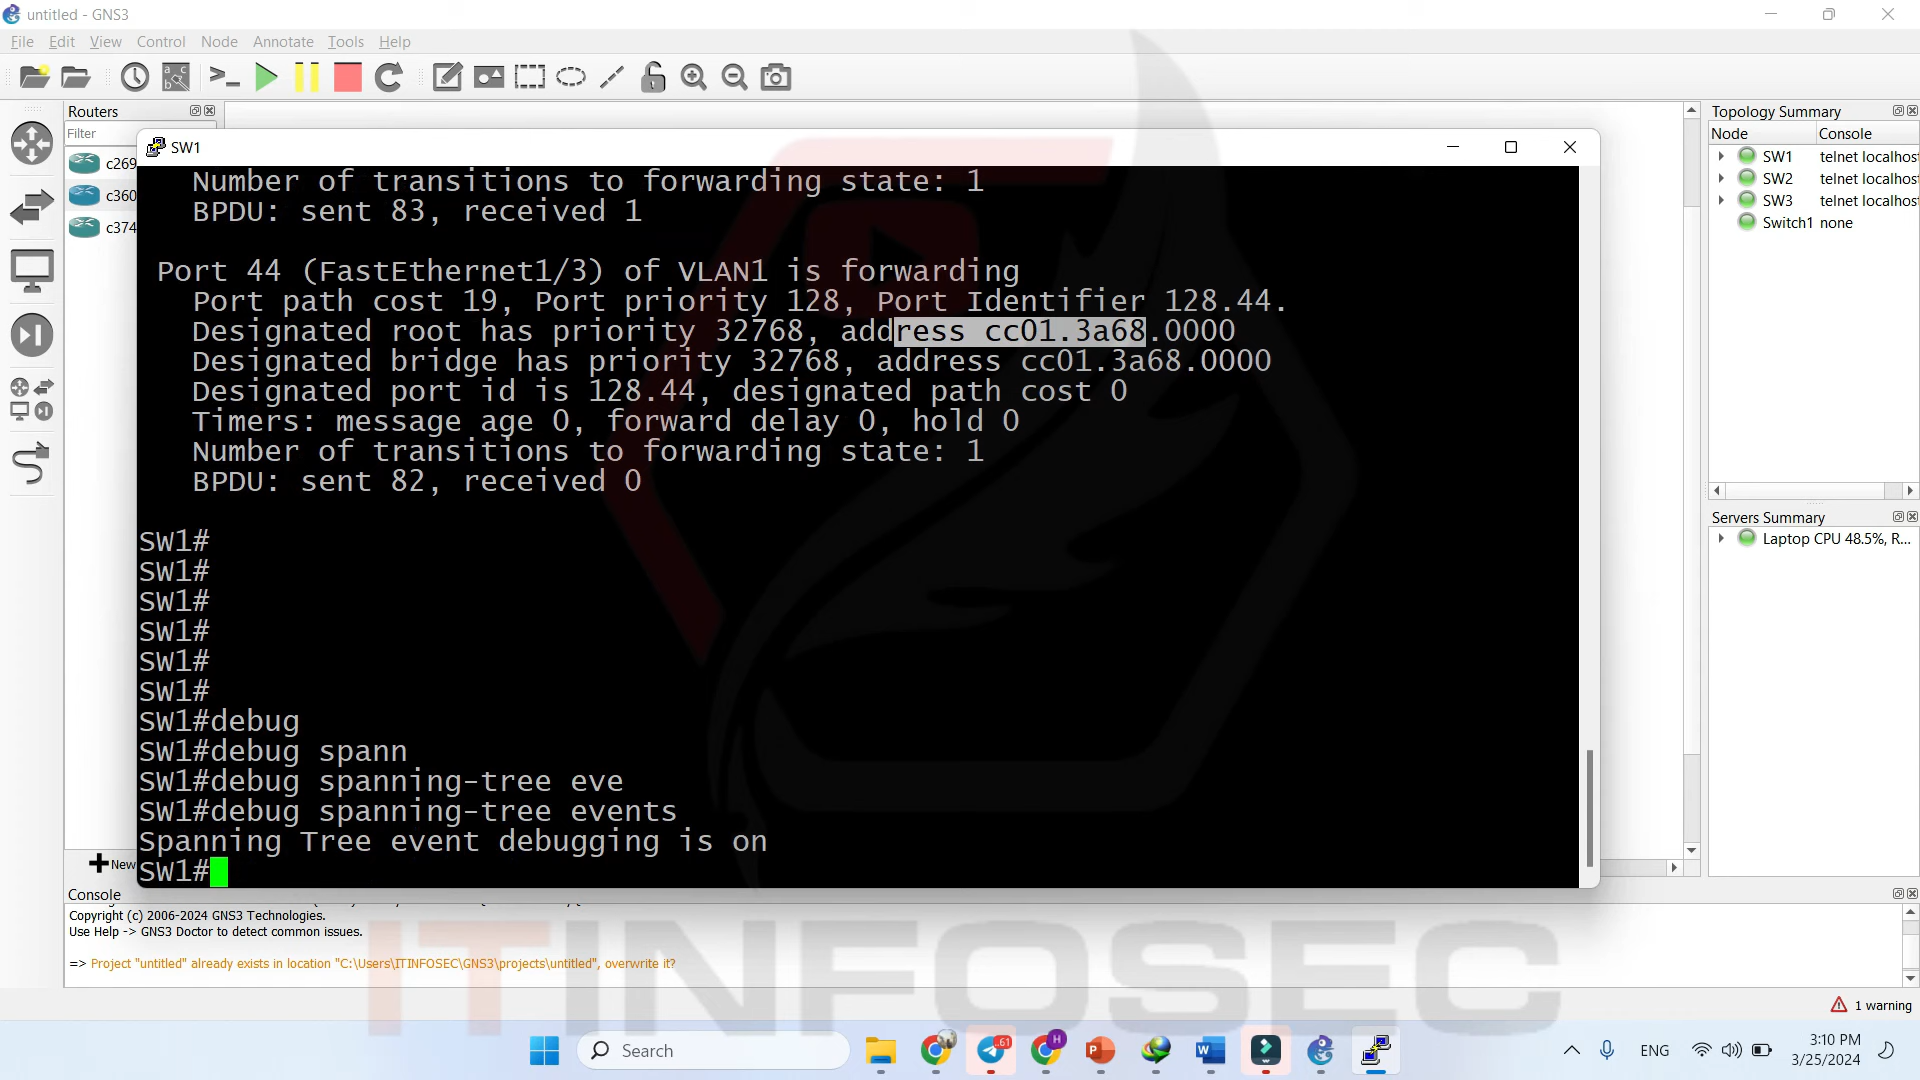 untitled - GNS3
File Edit View Control Node Annotate Tools Help
Routers
Filter
c269
c360
c374
New
SW1
Number of transitions to forwarding state: 1
BPDU: sent 83, received 1
Port 44 (FastEthernet1/3) of VLAN1 is forwarding
Port path cost 19, Port priority 128, Port Identifier 128.44.
Designated root has priority 32768, address cc01.3a68.0000
Designated bridge has priority 32768, address cc01.3a68.0000
Designated port id is 128.44, designated path cost 0
Timers: message age 0, forward delay 0, hold 0
Number of transitions to forwarding state: 1
BPDU: sent 82, received 0
SW1#
SW1#
SW1#
SW1#
SW1#
SW1#
SW1#debug
SW1#debug spann
SW1#debug spanning-tree eve
SW1#debug spanning-tree events
Spanning Tree event debugging is on
SW1#
Topology Summary
Node Console
SW1 telnet localhos
SW2 telnet localhos
SW3 telnet localhos
Switch1 none
Servers Summary
Laptop CPU 48.5%, R...
Console
Copyright (c) 2006-2024 GNS3 Technologies.
Use Help -> GNS3 Doctor to detect common issues.
=> Project "untitled" already exists in location "C:\Users\ITINFOSEC\GNS3\projects\untitled", overwrite it?
ITINFOSEC
1 warning
Search
61
H
ENG
3:10 PM
3/25/2024